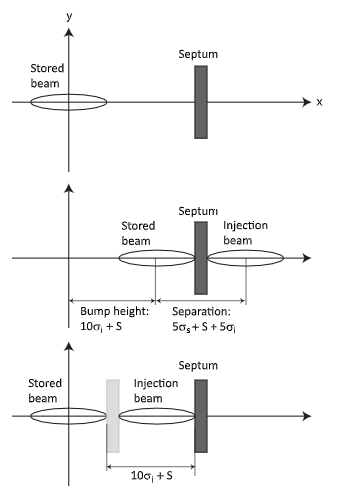 y
Septum
Stored
beam
x
Septum
Stored
beam
Injection
beam
Bump height:
10σᵢ + S
Separation:
5σₛ + S + 5σᵢ
Septum
Stored
beam
Injection
beam
10σᵢ + S